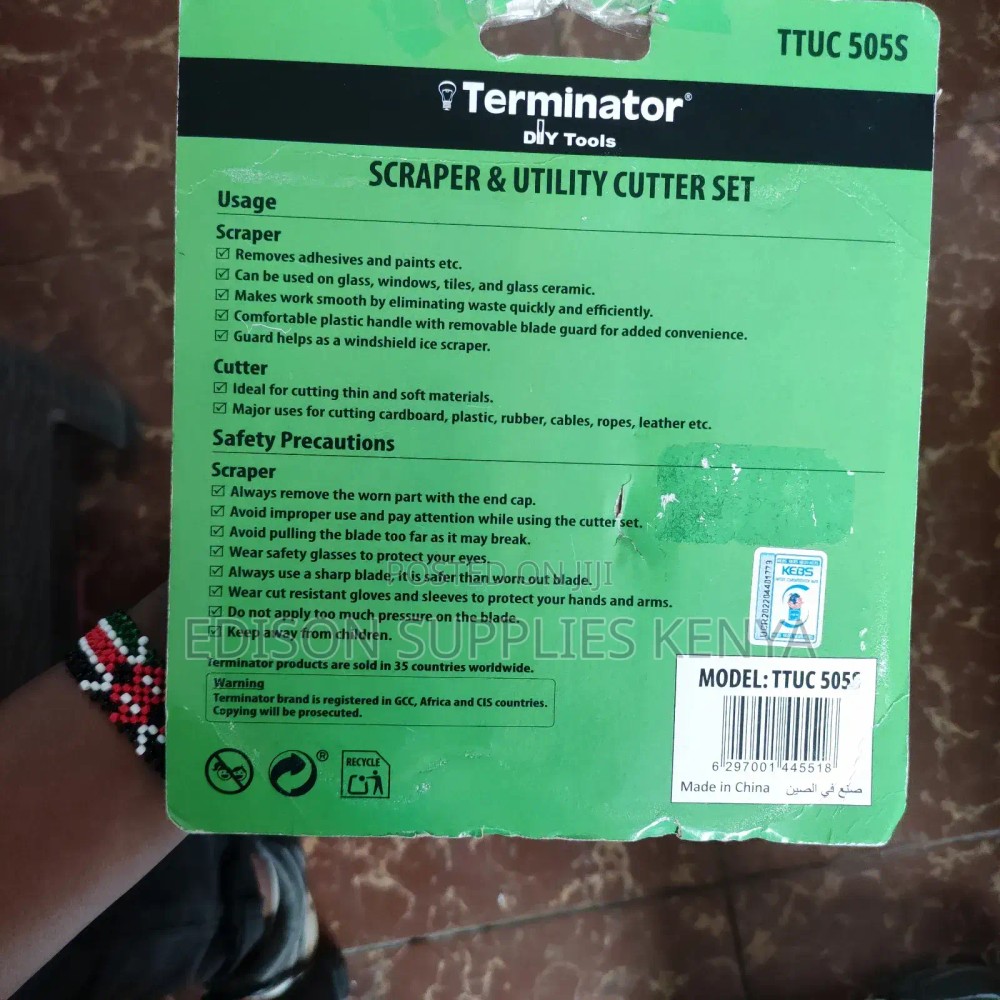 TTUC 505S
Terminator®
DIY Tools
SCRAPER & UTILITY CUTTER SET
Usage
Scraper
☑ Removes adhesives and paints etc.
☑ Can be used on glass, windows, tiles, and glass ceramic.
☑ Makes work smooth by eliminating waste quickly and efficiently.
☑ Comfortable plastic handle with removable blade guard for added convenience.
☑ Guard helps as a windshield ice scraper.
Cutter
☑ Ideal for cutting thin and soft materials.
☑ Major uses for cutting cardboard, plastic, rubber, cables, ropes, leather etc.
Safety Precautions
Scraper
☑ Always remove the worn part with the end cap.
☑ Avoid improper use and pay attention while using the cutter set.
☑ Avoid pulling the blade too far as it may break.
☑ Wear safety glasses to protect your eyes.
☑ Always use a sharp blade, it is safer than worn out blade.
☑ Wear cut resistant gloves and sleeves to protect your hands and arms.
☑ Do not apply too much pressure on the blade.
☑ Keep away from children.
POSTED ON JIJI
EDISON SUPPLIES KENYA
Terminator products are sold in 35 countries worldwide.
Warning
Terminator brand is registered in GCC, Africa and CIS countries.
Copying will be prosecuted.
®
RECYCLE
KEBS
MODEL: TTUC 505S
6 297001 445518
Made in China صنع في الصين